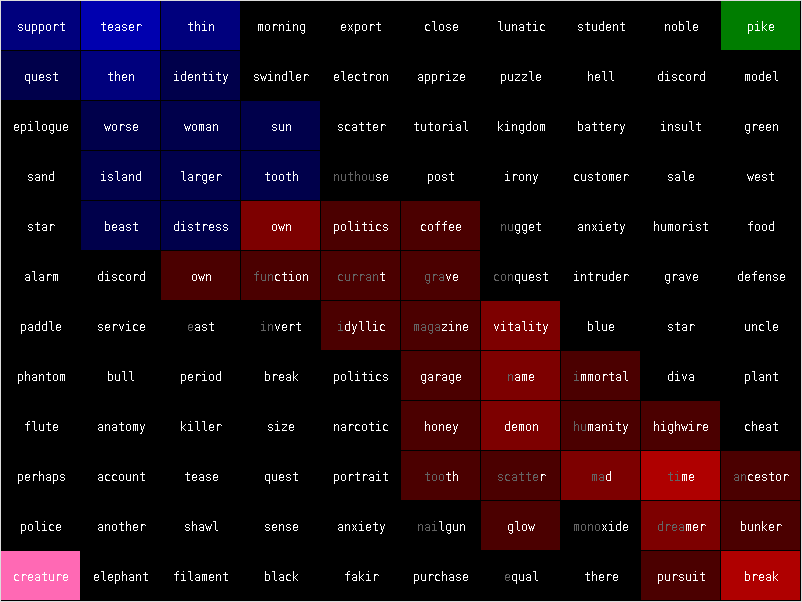 support teaser thin morning export close lunatic student noble pike
quest then identity swindler electron apprize puzzle hell discord model
epilogue worse woman sun scatter tutorial kingdom battery insult green
sand island larger tooth nuthouse post irony customer sale west
star beast distress own politics coffee nugget anxiety humorist food
alarm discord own function currant grave conquest intruder grave defense
paddle service east invert idyllic magazine vitality blue star uncle
phantom bull period break politics garage name immortal diva plant
flute anatomy killer size narcotic honey demon humanity highwire cheat
perhaps account tease quest portrait tooth scatter mad time ancestor
police another shawl sense anxiety nailgun glow monoxide dreamer bunker
creature elephant filament black fakir purchase equal there pursuit break